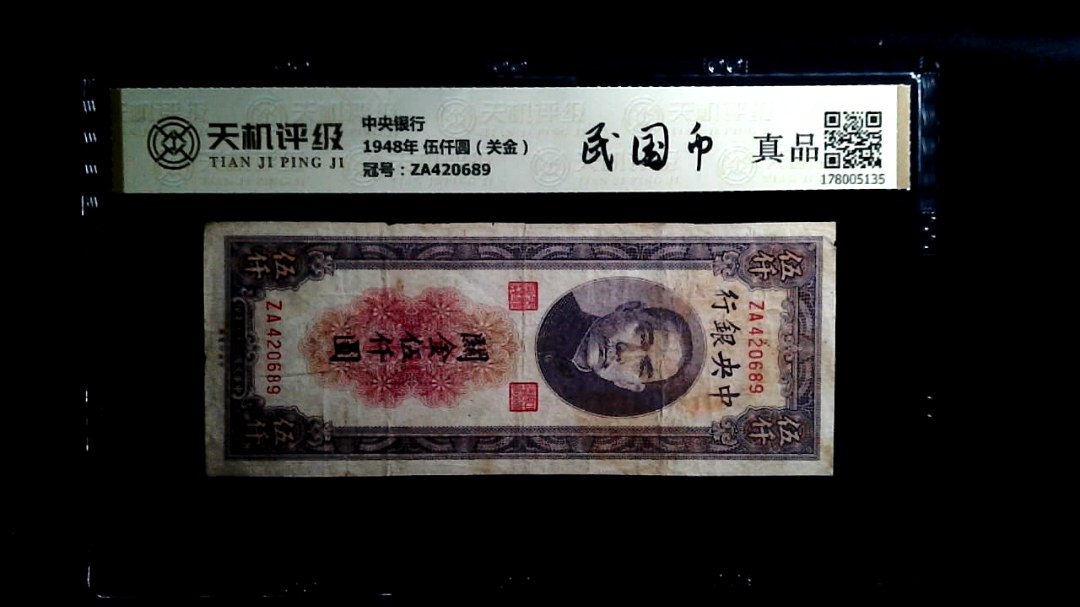 天机评级
TIAN JI PING JI
中央银行
1948年 伍仟圆（关金）
冠号：ZA420689
民国币
真品
178005135
伍仟
伍仟
中央銀行
ZA420689
關金伍仟圓
ZA420689
伍仟
伍仟